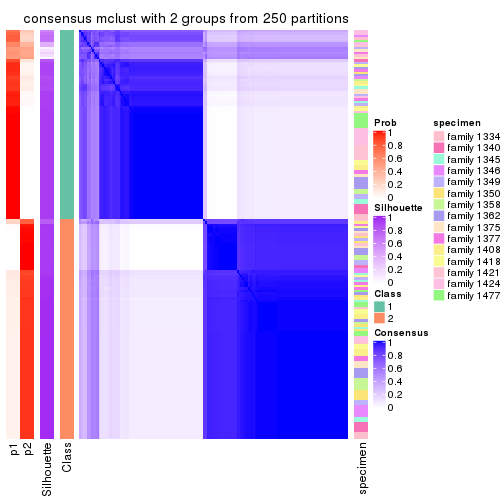 consensus mclust with 2 groups from 250 partitions
Prob
1
0.8
0.6
0.4
0.2
0
Silhouette
1
0.8
0.6
0.4
0.2
0
Class
1
2
Consensus
1
0.8
0.6
0.4
0.2
0
specimen
family 1334
family 1340
family 1345
family 1346
family 1349
family 1350
family 1358
family 1362
family 1375
family 1377
family 1408
family 1418
family 1421
family 1424
family 1477
p1
p2
Silhouette
Class
specimen